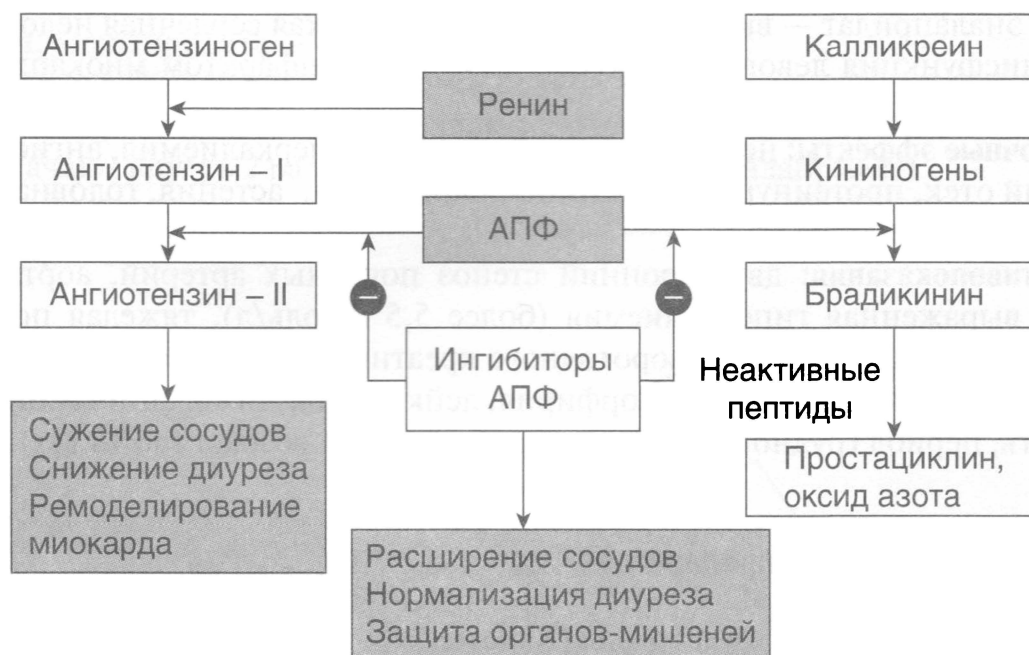 Ангиотензиноген
Калликреин
Ренин
Ангиотензин – I
Кининогены
АПФ
Ангиотензин – II
Брадикинин
–
–
Ингибиторы
АПФ
Неактивные
пептиды
Сужение сосудов
Снижение диуреза
Ремоделирование
миокарда
Простациклин,
оксид азота
Расширение сосудов
Нормализация диуреза
Защита органов-мишеней